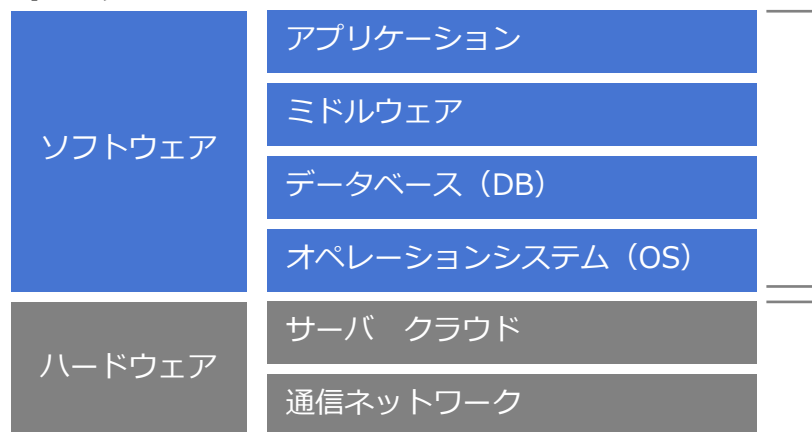 アプリケーション
ミドルウェア
ソフトウェア
データベース（DB）
オペレーションシステム（OS）
サーバ　クラウド
ハードウェア
通信ネットワーク